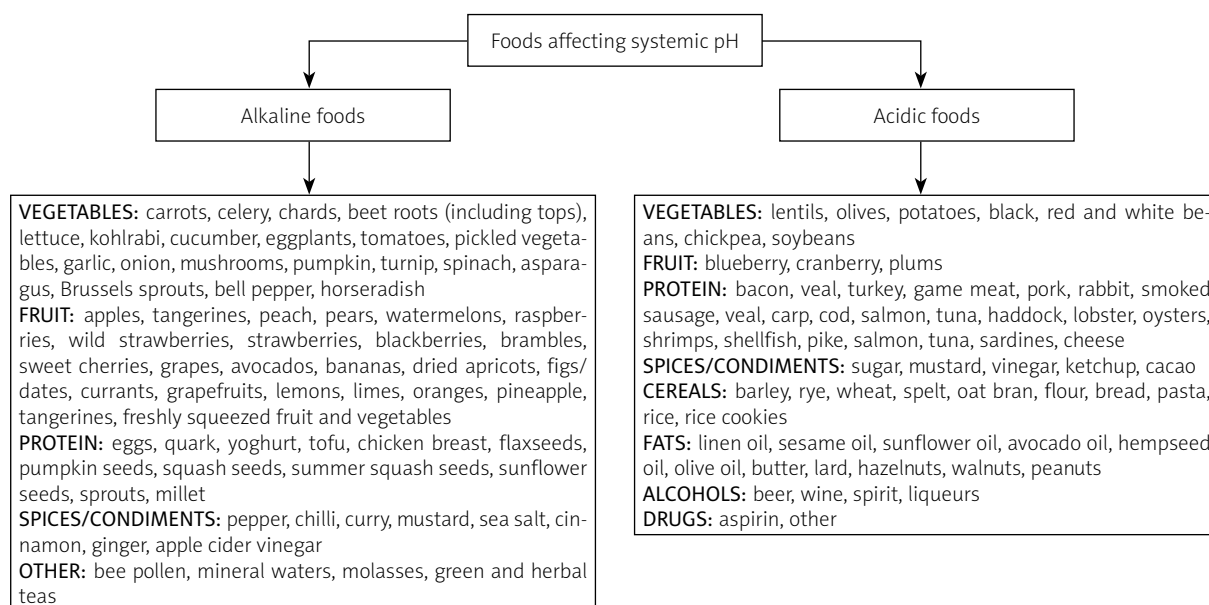 Foods affecting systemic pH
Alkaline foods
Acidic foods
VEGETABLES: carrots, celery, chards, beet roots (including tops),
lettuce, kohlrabi, cucumber, eggplants, tomatoes, pickled vegeta-
bles, garlic, onion, mushrooms, pumpkin, turnip, spinach, aspara-
gus, Brussels sprouts, bell pepper, horseradish
FRUIT: apples, tangerines, peach, pears, watermelons, raspber-
ries, wild strawberries, strawberries, blackberries, brambles,
sweet cherries, grapes, avocados, bananas, dried apricots, figs/
dates, currants, grapefruits, lemons, limes, oranges, pineapple,
tangerines, freshly squeezed fruit and vegetables
PROTEIN: eggs, quark, yoghurt, tofu, chicken breast, flaxseeds,
pumpkin seeds, squash seeds, summer squash seeds, sunflower
seeds, sprouts, millet
SPICES/CONDIMENTS: pepper, chilli, curry, mustard, sea salt, cin-
namon, ginger, apple cider vinegar
OTHER: bee pollen, mineral waters, molasses, green and herbal
teas
VEGETABLES: lentils, olives, potatoes, black, red and white be-
ans, chickpea, soybeans
FRUIT: blueberry, cranberry, plums
PROTEIN: bacon, veal, turkey, game meat, pork, rabbit, smoked
sausage, veal, carp, cod, salmon, tuna, haddock, lobster, oysters,
shrimps, shellfish, pike, salmon, tuna, sardines, cheese
SPICES/CONDIMENTS: sugar, mustard, vinegar, ketchup, cacao
CEREALS: barley, rye, wheat, spelt, oat bran, flour, bread, pasta,
rice, rice cookies
FATS: linen oil, sesame oil, sunflower oil, avocado oil, hempseed
oil, olive oil, butter, lard, hazelnuts, walnuts, peanuts
ALCOHOLS: beer, wine, spirit, liqueurs
DRUGS: aspirin, other